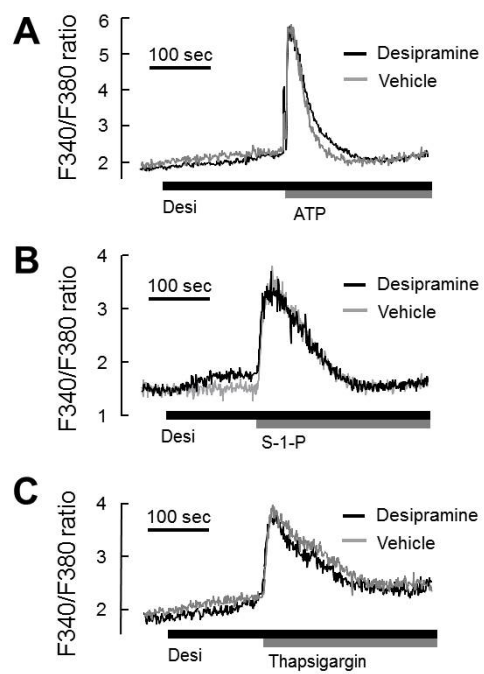 A
F340/F380 ratio
6
5
4
3
2
100 sec
Desipramine
Vehicle
Desi
ATP
B
F340/F380 ratio
4
3
2
1
100 sec
Desipramine
Vehicle
Desi
S-1-P
C
F340/F380 ratio
4
3
2
100 sec
Desipramine
Vehicle
Desi
Thapsigargin